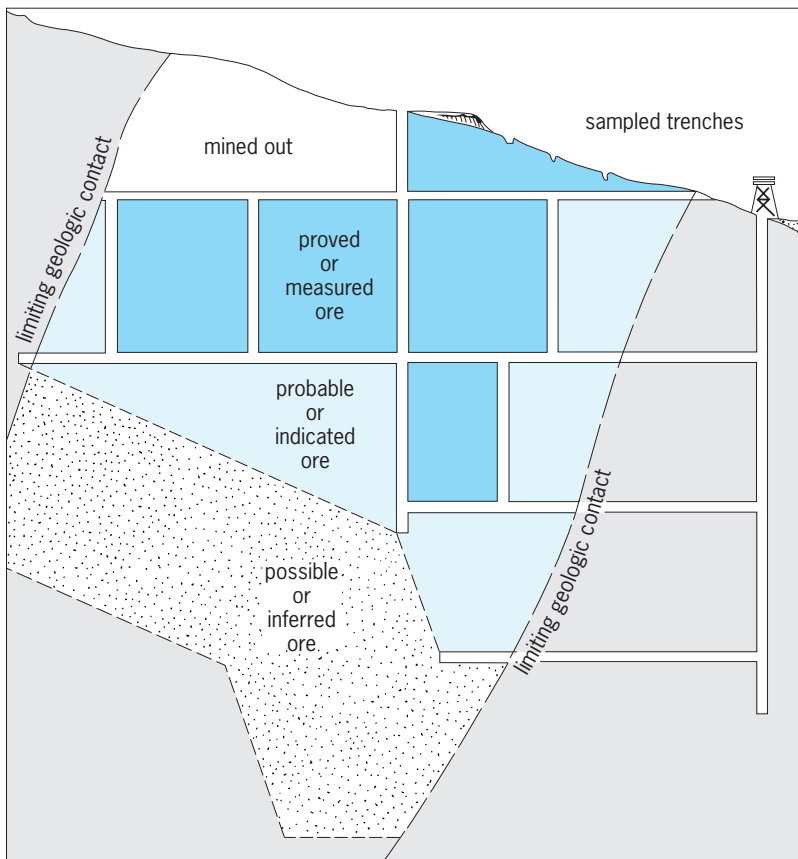 sampled trenches
mined out
limiting geologic contact
proved
or
measured
ore
probable
or
indicated
ore
possible
or
inferred
ore
limiting geologic contact